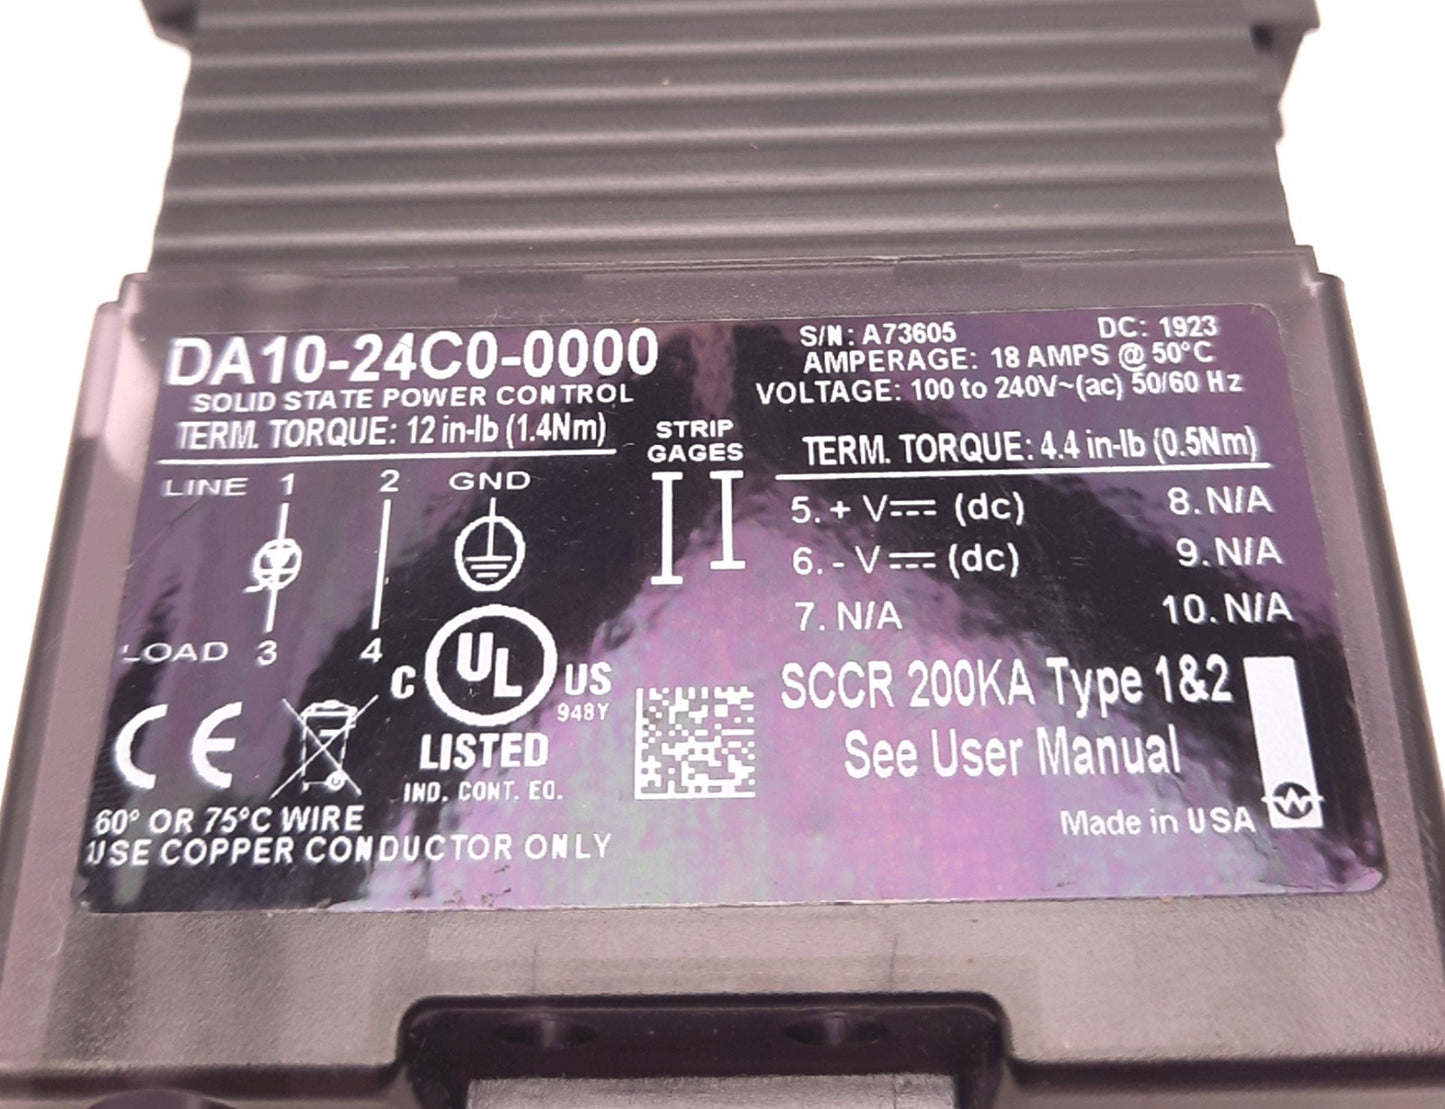 DA10-24C0-0000
SOLID STATE POWER CONTROL
TERM. TORQUE: 12 in-lb (1.4Nm)
LINE 1 2 GND
LOAD 3 4
STRIP
GAGES
S/N: A73605 DC: 1923
AMPERAGE: 18 AMPS @ 50°C
VOLTAGE: 100 to 240V~(ac) 50/60 Hz
TERM. TORQUE: 4.4 in-lb (0.5Nm)
5. + V⎓ (dc) 8. N/A
6. - V⎓ (dc) 9. N/A
7. N/A 10. N/A
C UL US
948Y
LISTED
IND. CONT. EQ.
CE
60° OR 75°C WIRE
USE COPPER CONDUCTOR ONLY
SCCR 200KA Type 1&2
See User Manual
Made in USA
W